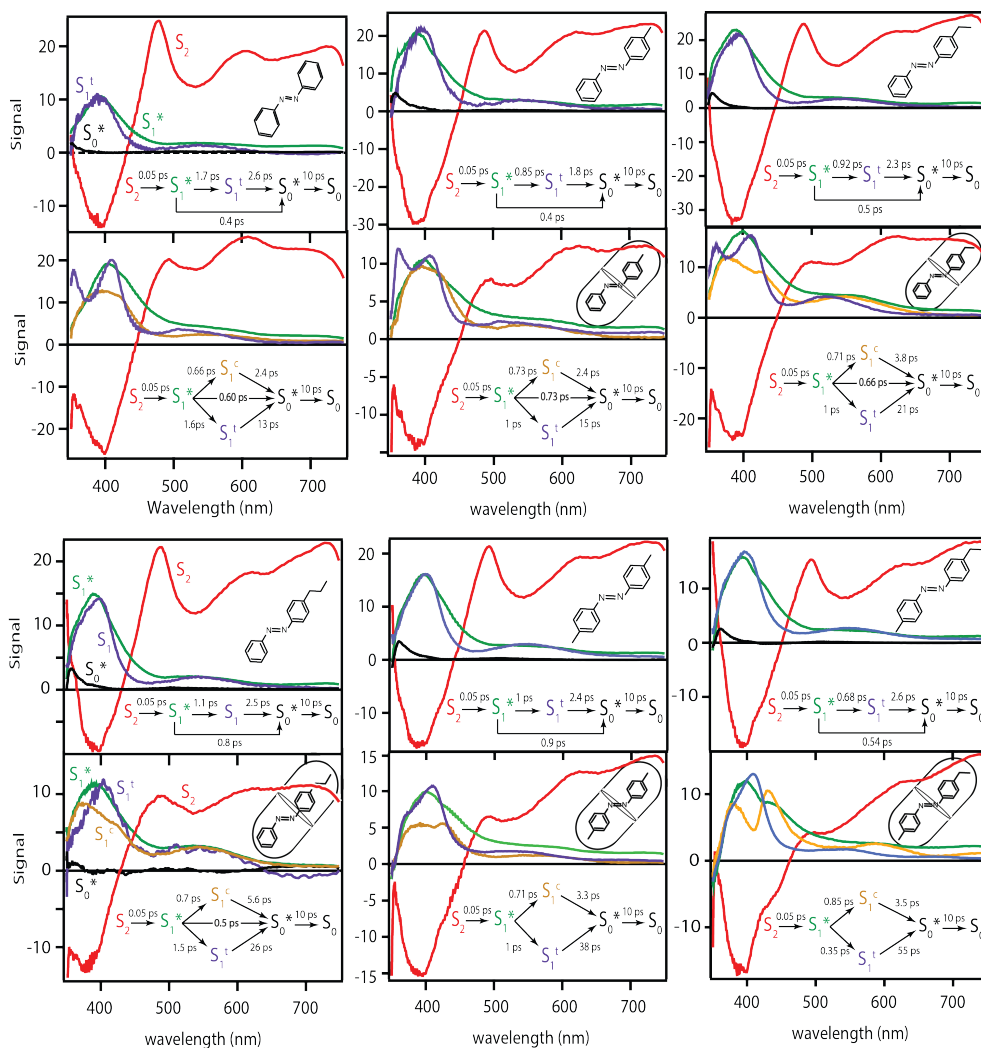 Signal
20
10
0
-10
S2
S1t
S0*
S1*
N=N
S2 0.05 ps S1* 1.7 ps S1t 2.6 ps S0* 10 ps S0
0.4 ps
20
10
0
-10
-20
-30
N=N
S2 0.05 ps S1* 0.85 ps S1t 1.8 ps S0* 10 ps S0
0.4 ps
20
10
0
-10
-20
-30
N=N
S2 0.05 ps S1* 0.92 ps S1t 2.3 ps S0* 10 ps S0
0.5 ps
Signal
20
10
0
-10
-20
0.66 ps S1c 2.4 ps
S2 0.05 ps S1* 0.60 ps S0* 10 ps S0
1.6ps S1t 13 ps
400 500 600 700
Wavelength (nm)
10
5
0
-5
-10
N=N
0.73 ps S1c 2.4 ps
S2 0.05 ps S1* 0.73 ps S0* 10 ps S0
1 ps S1t 15 ps
400 500 600 700
wavelength (nm)
10
0
-10
-20
N=N
0.71 ps S1c 3.8 ps
S2 0.05 ps S1* 0.66 ps S0* 10 ps S0
1 ps S1t 21 ps
400 500 600 700
wavelength (nm)
Signal
20
10
0
S1*
S2
S1
S0*
N=N
S2 0.05 ps S1* 1.1 ps S1 2.5 ps S0* 10 ps S0
0.8 ps
20
10
0
-10
N=N
S2 0.05 ps S1* 1 ps S1t 2.4 ps S0* 10 ps S0
0.9 ps
10
0
-10
N=N
S2 0.05 ps S1* 0.68 ps S1t 2.6 ps S0* 10 ps S0
0.54 ps
Signal
10
0
-10
S1*
S1t
S2
S1c
S0*
N=N
0.7 ps S1c 5.6 ps
S2 0.05 ps S1* 0.5 ps S0* 10 ps S0
1.5 ps S1t 26 ps
400 500 600 700
wavelength (nm)
15
10
5
0
-5
-10
-15
N=N
0.71 ps S1c 3.3 ps
S2 0.05 ps S1* S0* 10 ps S0
1 ps S1t 38 ps
400 500 600 700
wavelength (nm)
10
0
-10
N=N
0.85 ps S1c 3.5 ps
S2 0.05 ps S1* S0* 10 ps S0
0.35 ps S1t 55 ps
400 500 600 700
wavelength (nm)